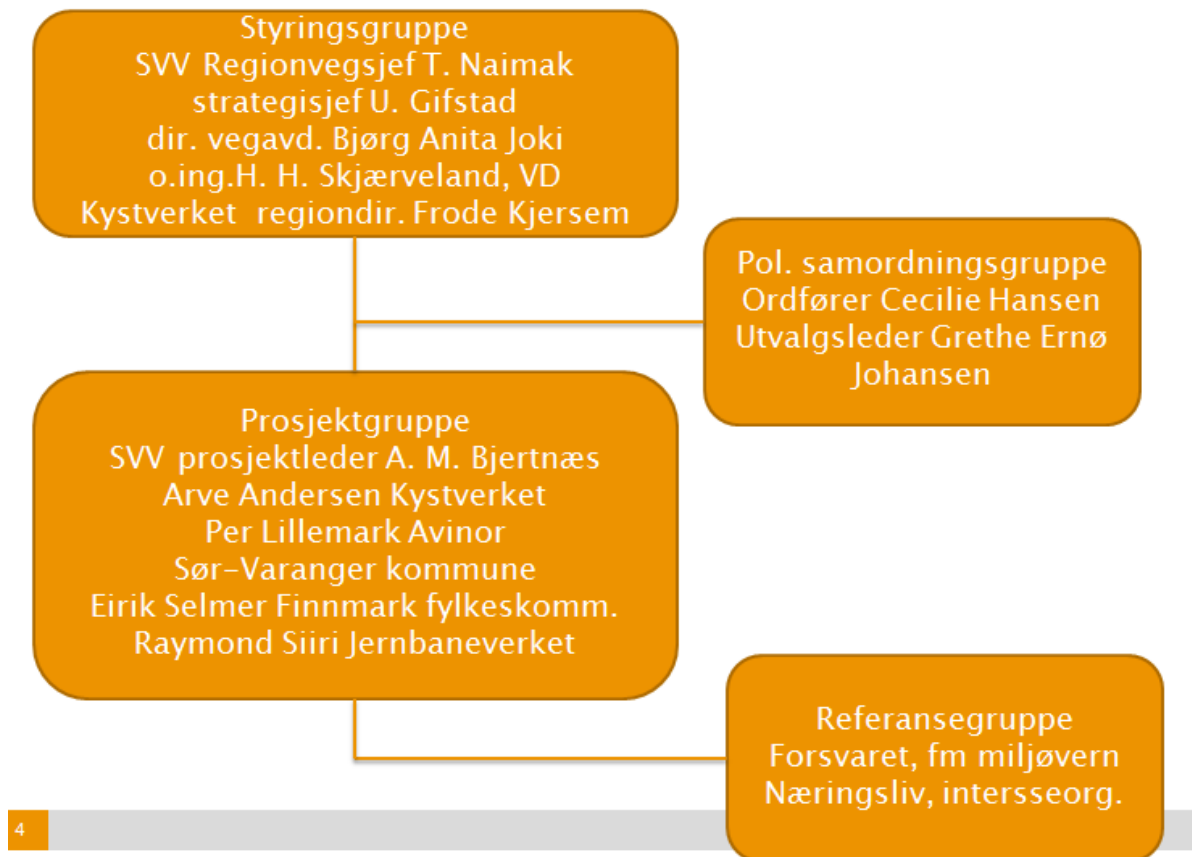 Styringsgruppe
SVV Regionvegsjef T. Naimak
strategisjef U. Gifstad
dir. vegavd. Bjørg Anita Joki
o.ing.H. H. Skjærveland, VD
Kystverket regiondir. Frode Kjersem
Pol. samordningsgruppe
Ordfører Cecilie Hansen
Utvalgsleder Grethe Ernø
Johansen
Prosjektgruppe
SVV prosjektleder A. M. Bjertnæs
Arve Andersen Kystverket
Per Lillemark Avinor
Sør-Varanger kommune
Eirik Selmer Finnmark fylkeskomm.
Raymond Siiri Jernbaneverket
Referansegruppe
Forsvaret, fm miljøvern
Næringsliv, intersseorg.
4